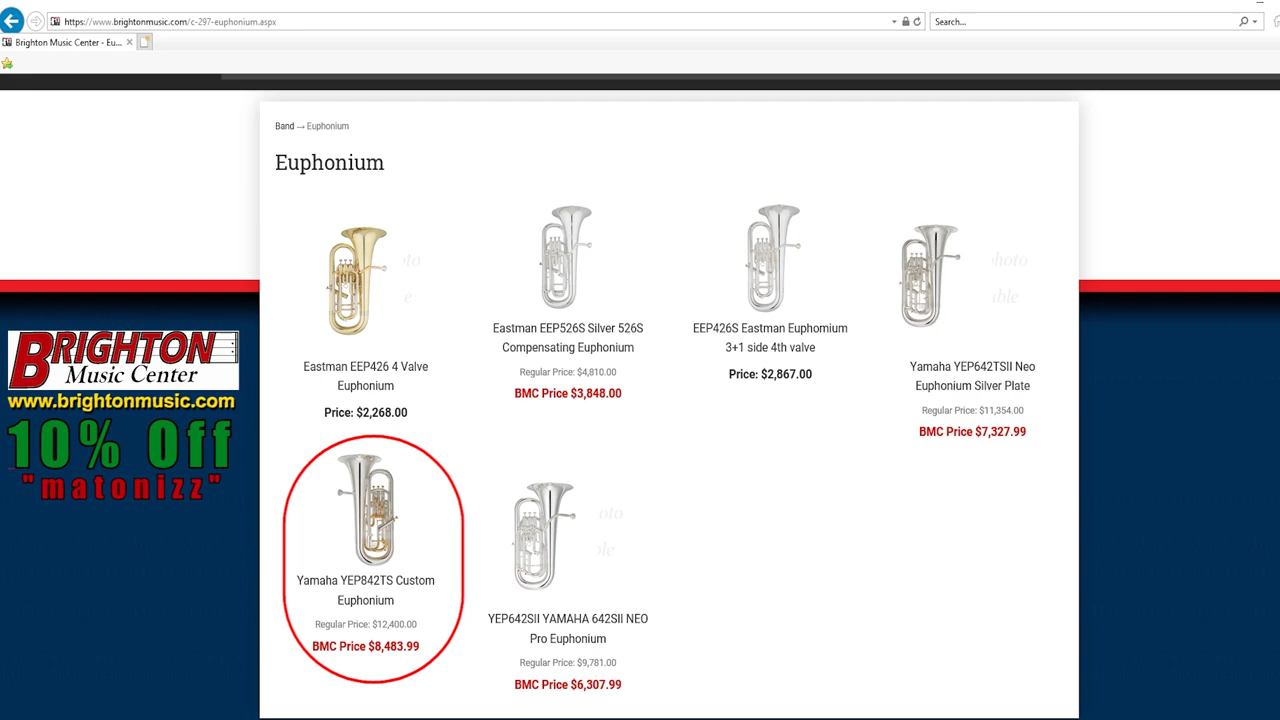 https://www.brightonmusic.com/c-297-euphonium.aspx
Search...
Brighton Music Center - Eu...
Band → Euphonium
Euphonium
Eastman EEP426 4 Valve
Euphonium
Price: $2,268.00
Eastman EEP526S Silver 526S
Compensating Euphonium
Regular Price: $4,810.00
BMC Price $3,848.00
EEP426S Eastman Euphomium
3+1 side 4th valve
Price: $2,867.00
Yamaha YEP642TSII Neo
Euphonium Silver Plate
Regular Price: $11,354.00
BMC Price $7,327.99
BRIGHTON
Music Center
www.brightonmusic.com
10% Off
"matonizz"
Yamaha YEP842TS Custom
Euphonium
Regular Price: $12,400.00
BMC Price $8,483.99
YEP642SII YAMAHA 642SII NEO
Pro Euphonium
Regular Price: $9,781.00
BMC Price $6,307.99